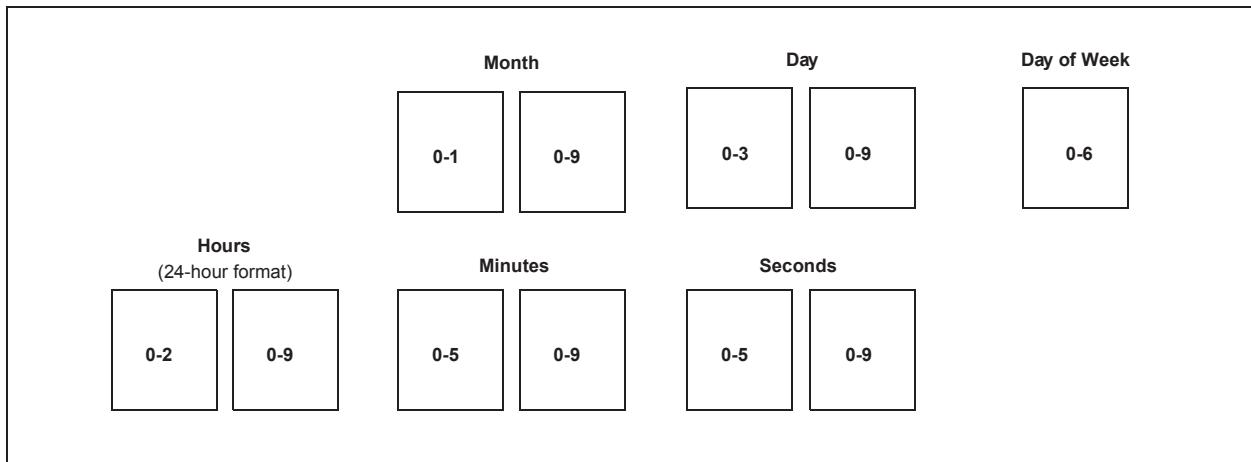 Month Day Day of Week
0-1 0-9 0-3 0-9 0-6
Hours
(24-hour format) Minutes Seconds
0-2 0-9 0-5 0-9 0-5 0-9